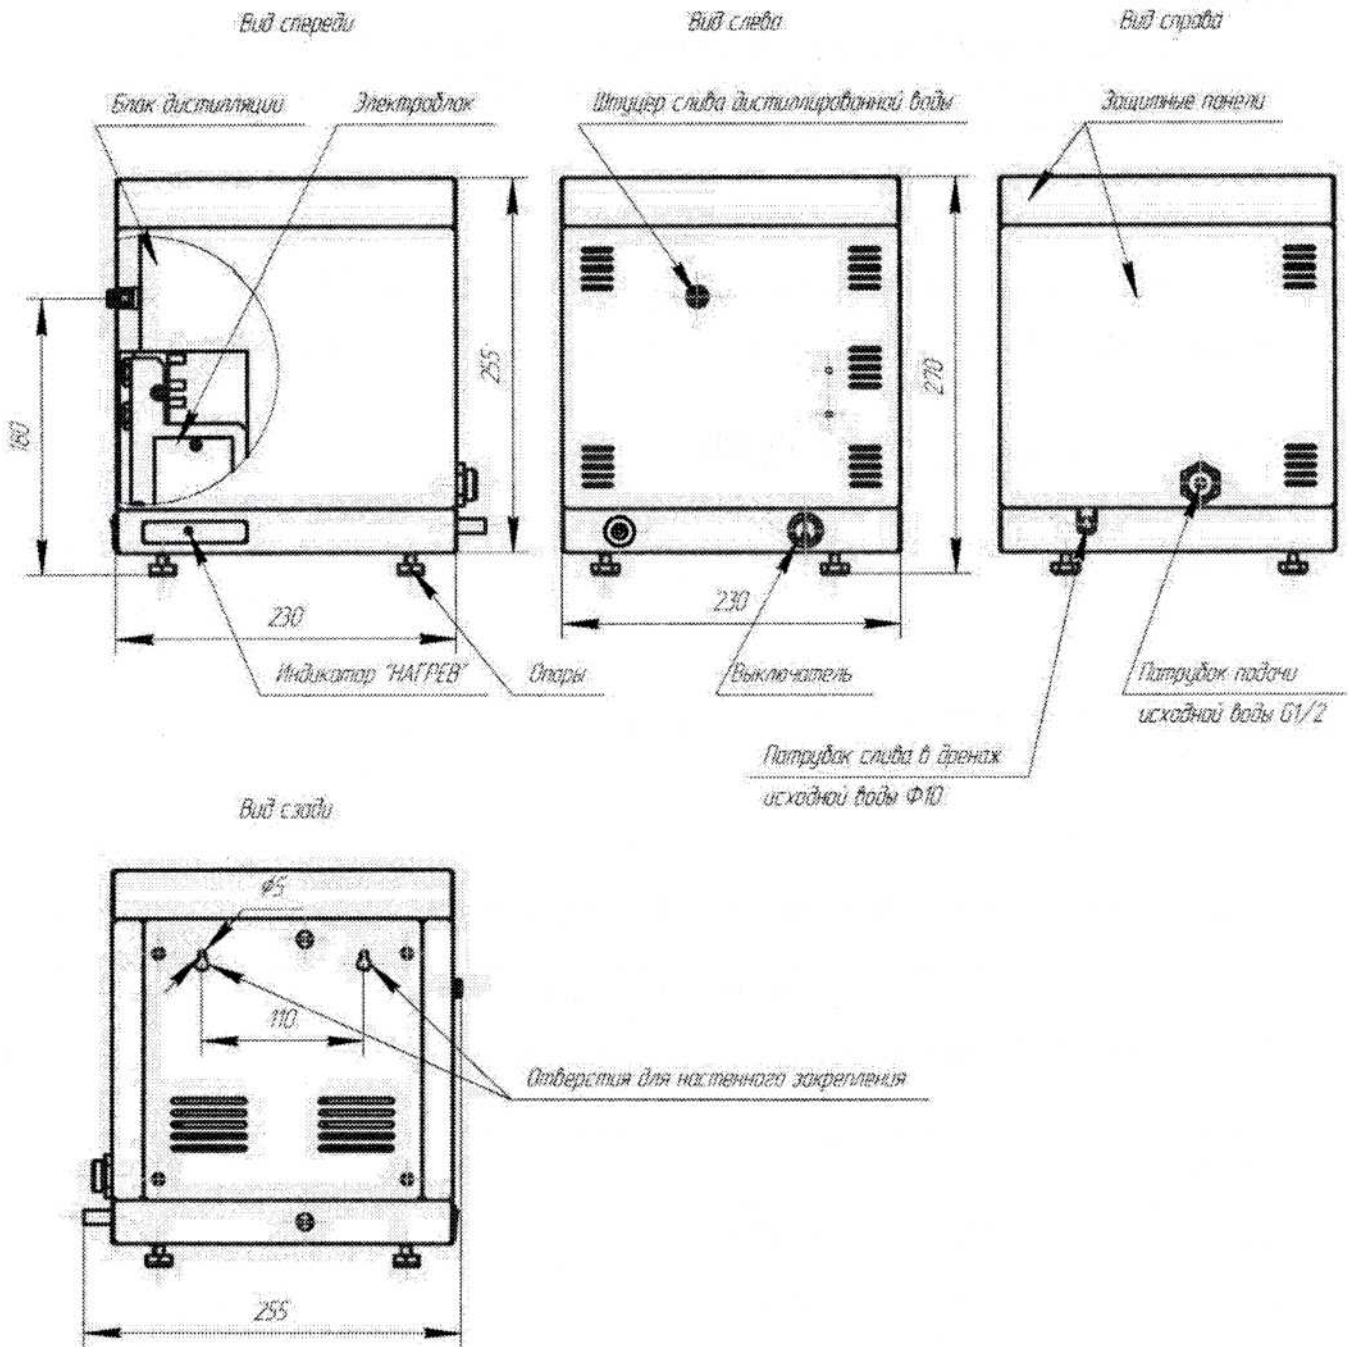 Вид спереди
Вид слева
Вид справа
Блок дистилляции
Электроблок
Штуцер слива дистиллированной воды
Защитные панели
180
255
270
230
230
Индикатор "НАГРЕВ"
Опоры
Выключатель
Патрубок подачи
исходной воды G1/2
Патрубок слива в дренаж
исходной воды Ф10
Вид сзади
⌀5
110
Отверстия для настенного закрепления
255